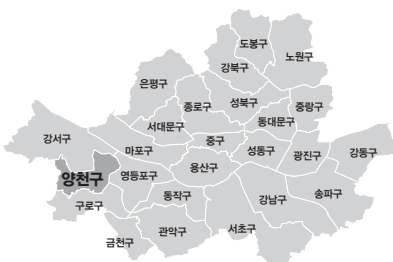 도봉구
노원구
강북구
은평구
성북구
종로구
중랑구
동대문구
서대문구
강서구
중구
마포구
성동구
광진구
강동구
용산구
양천구
영등포구
동작구
송파구
강남구
구로구
서초구
관악구
금천구